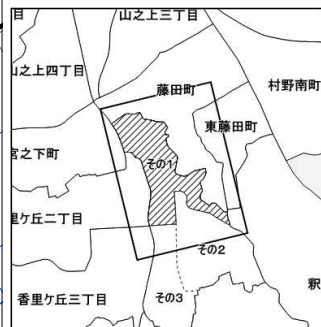 目
山之上三丁目
山之上四丁目
藤田町
村野南町
東藤田町
宮之下町
その1
里ケ丘二丁目
その2
釈
香里ケ丘三丁目
その3